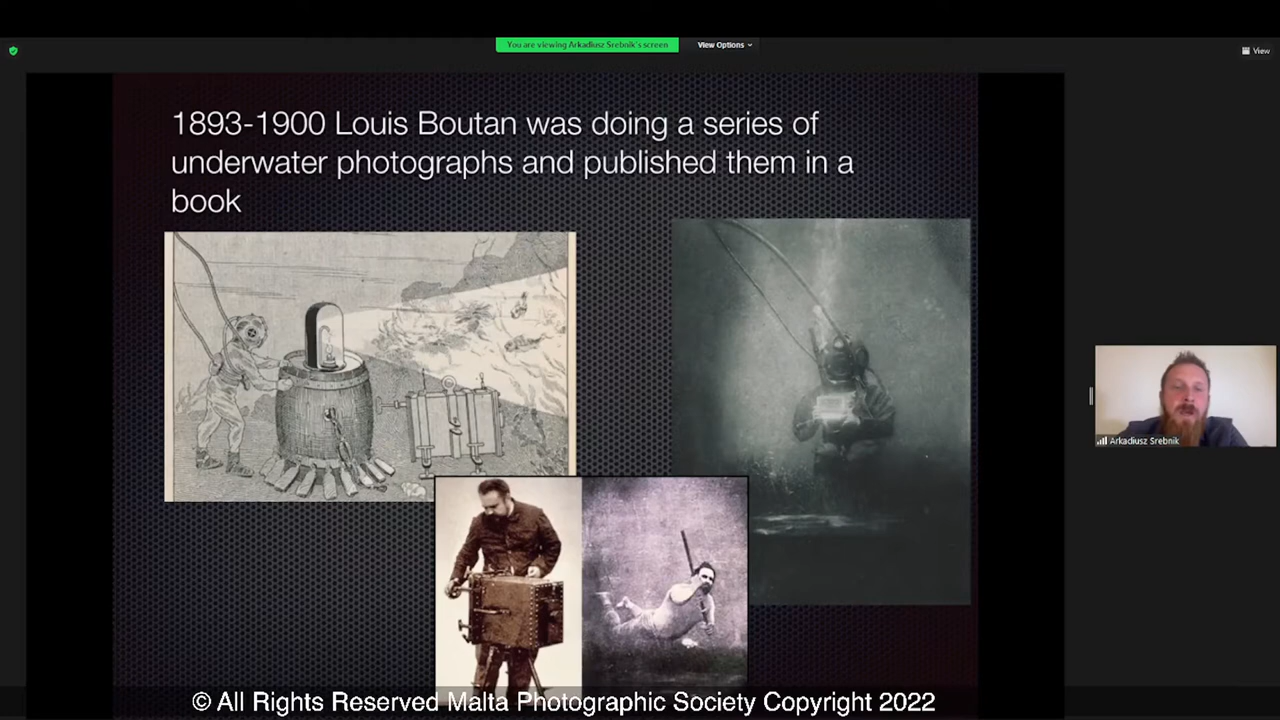 You are viewing Arkadiusz Srebnik's screen
View Options
View
1893-1900 Louis Boutan was doing a series of
underwater photographs and published them in a
book
Arkadiusz Srebnik
© All Rights Reserved Malta Photographic Society Copyright 2022